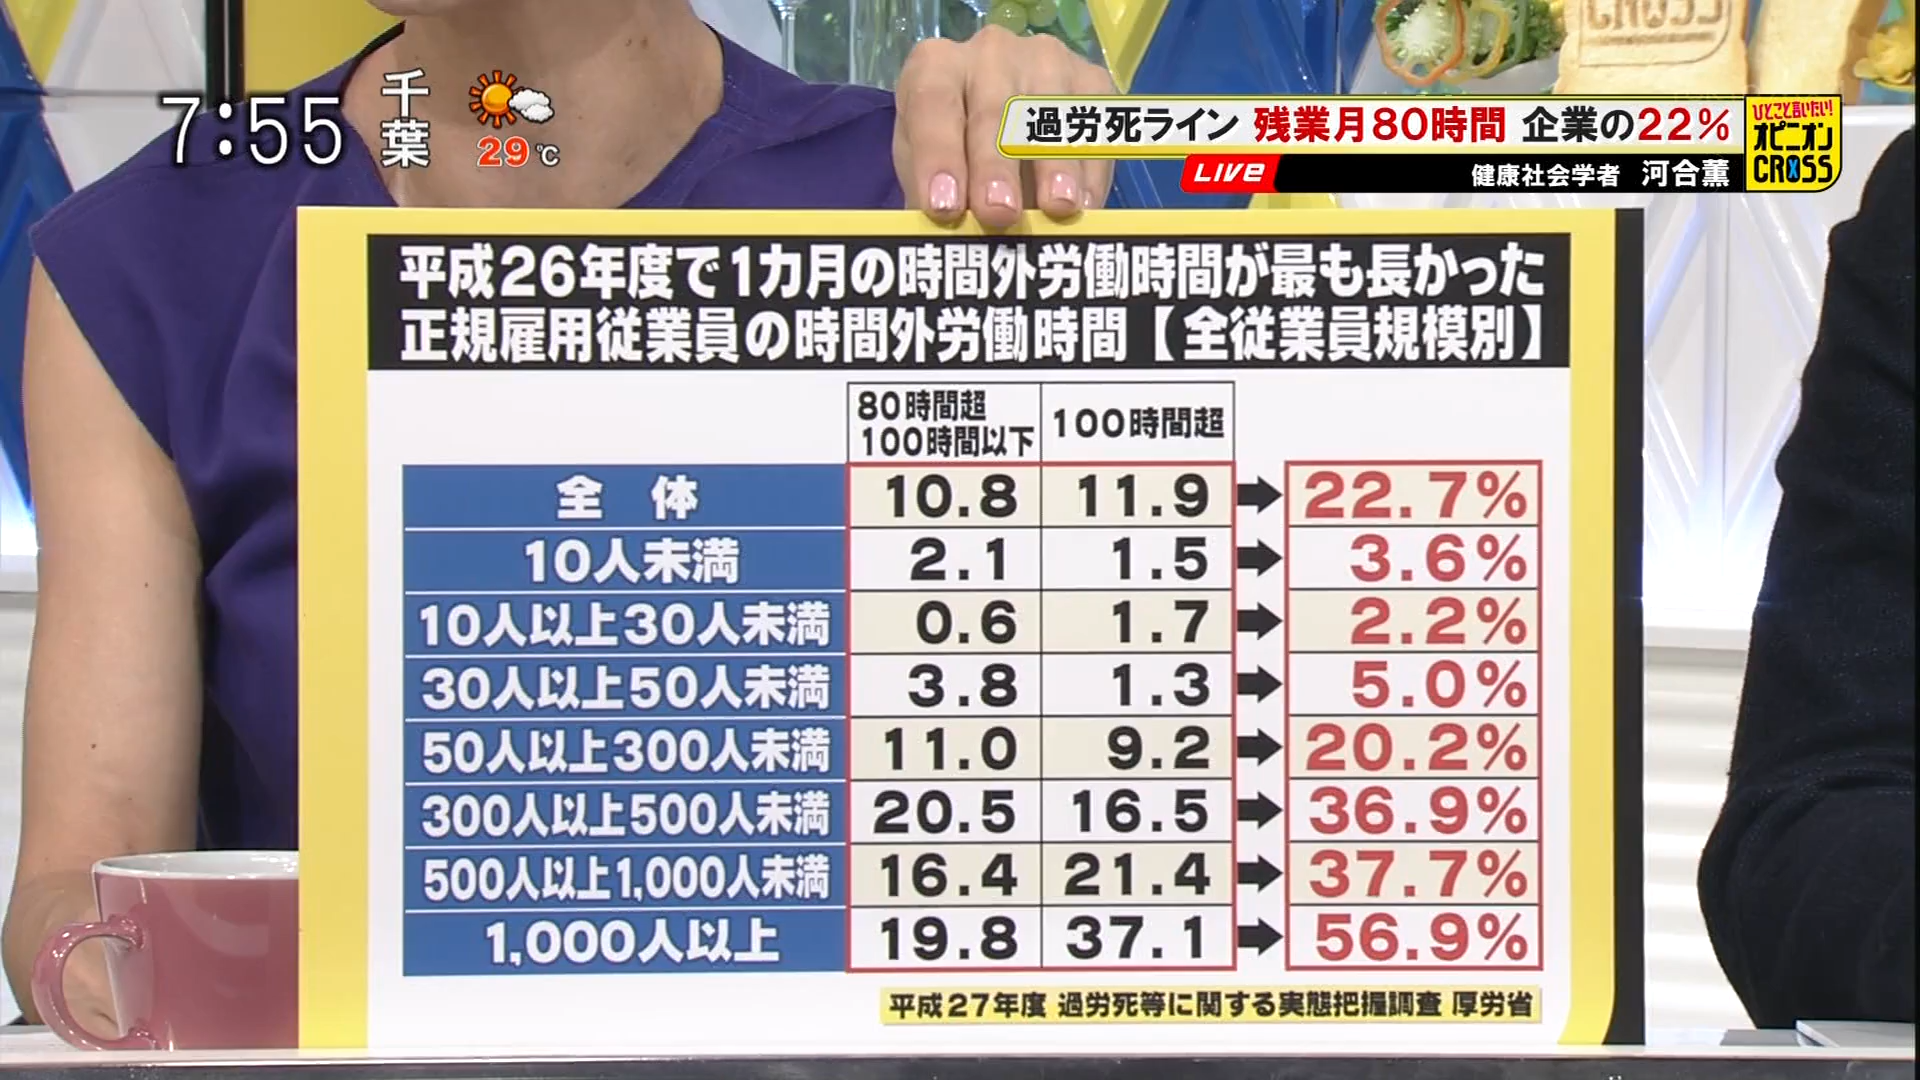 7:55
千葉
29℃
過労死ライン 残業月80時間 企業の22%
LIVE
健康社会学者 河合薫
ひとこと言いたい!
オピニオン
CROSS
平成26年度で1カ月の時間外労働時間が最も長かった
正規雇用従業員の時間外労働時間【全従業員規模別】
80時間超
100時間以下
100時間超
全 体 10.8 11.9 22.7%
10人未満 2.1 1.5 3.6%
10人以上30人未満 0.6 1.7 2.2%
30人以上50人未満 3.8 1.3 5.0%
50人以上300人未満 11.0 9.2 20.2%
300人以上500人未満 20.5 16.5 36.9%
500人以上1,000人未満 16.4 21.4 37.7%
1,000人以上 19.8 37.1 56.9%
平成27年度 過労死等に関する実態把握調査 厚労省